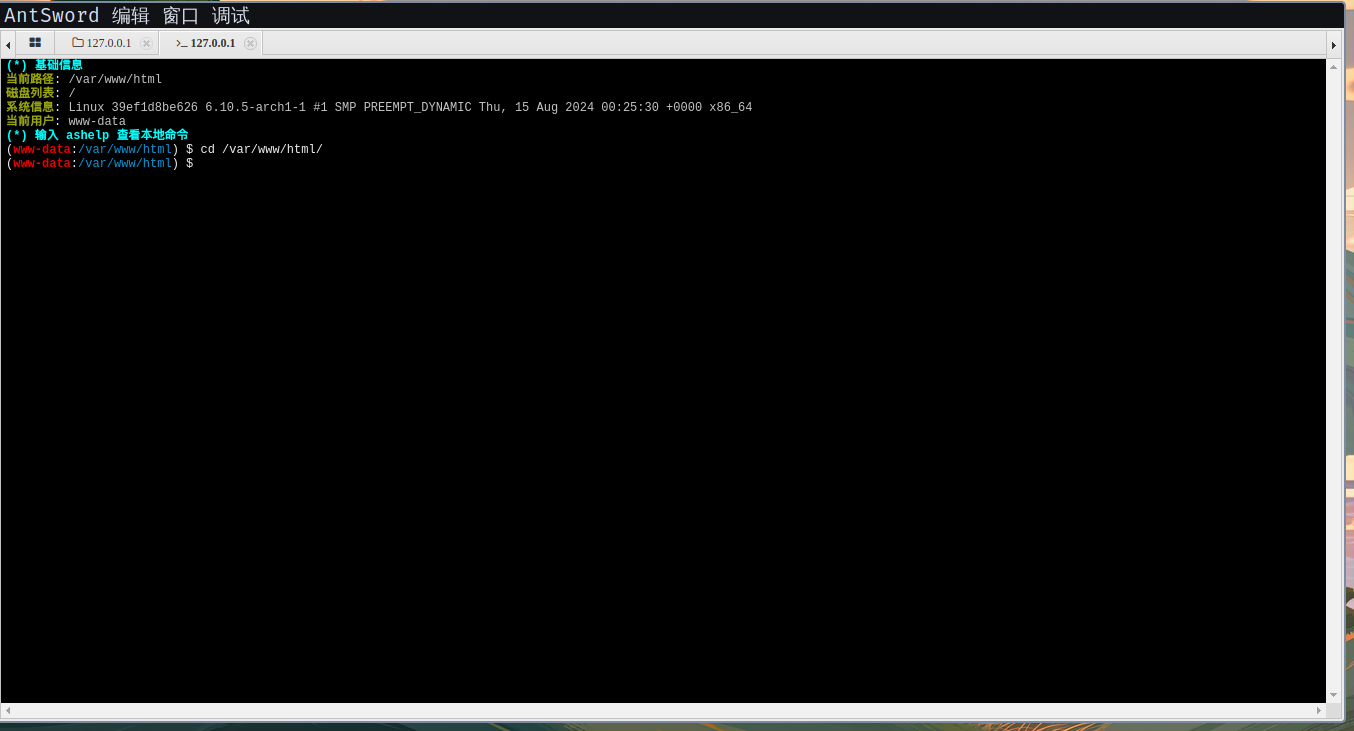 AntSword 编辑 窗口 调试
127.0.0.1 >_ 127.0.0.1
(*) 基础信息
当前路径: /var/www/html
磁盘列表: /
系统信息: Linux 39ef1d8be626 6.10.5-arch1-1 #1 SMP PREEMPT_DYNAMIC Thu, 15 Aug 2024 00:25:30 +0000 x86_64
当前用户: www-data
(*) 输入 ashelp 查看本地命令
(www-data:/var/www/html) $ cd /var/www/html/
(www-data:/var/www/html) $